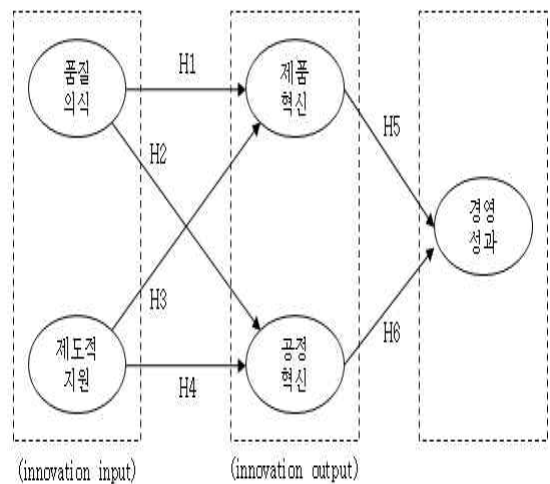 품질
의식
H1
제품
혁신
H2
H5
경영
성과
H3
제도적
지원
H4
공정
혁신
H6
(innovation input)
(innovation output)